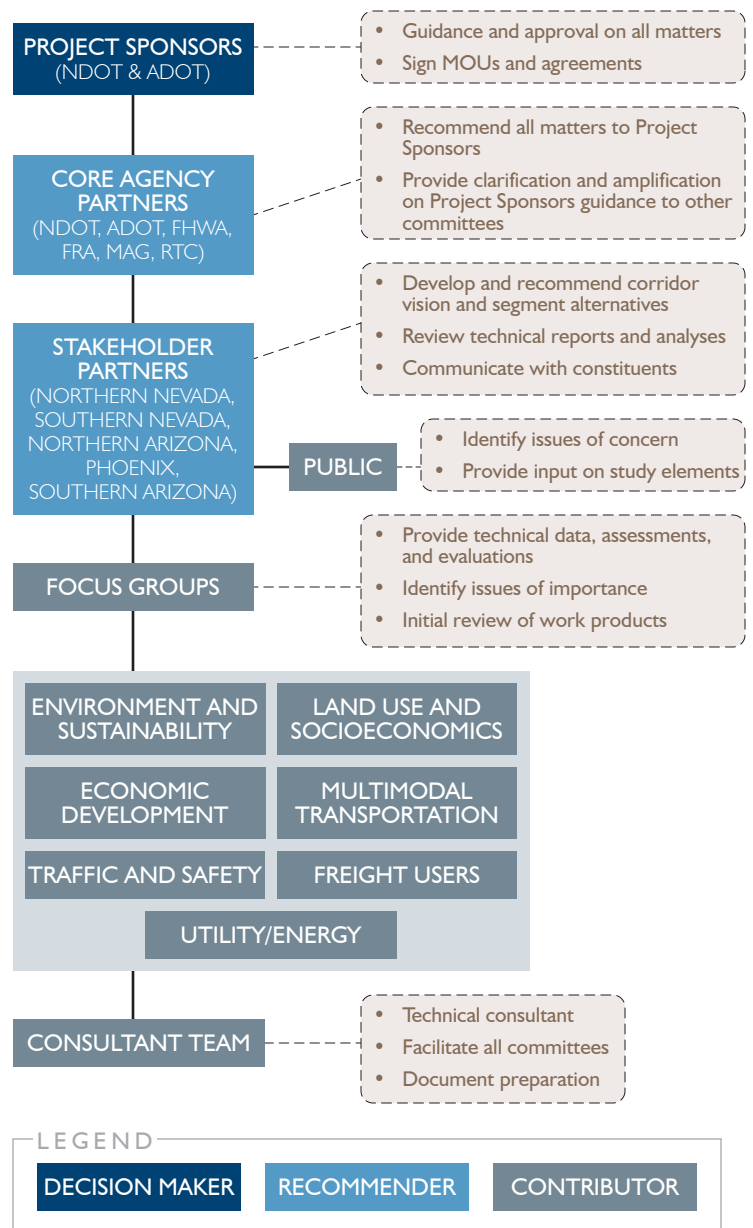 PROJECT SPONSORS
(NDOT & ADOT)
• Guidance and approval on all matters
• Sign MOUs and agreements
CORE AGENCY
PARTNERS
(NDOT, ADOT, FHWA,
FRA, MAG, RTC)
• Recommend all matters to Project
Sponsors
• Provide clarification and amplification
on Project Sponsors guidance to other
committees
STAKEHOLDER
PARTNERS
(NORTHERN NEVADA,
SOUTHERN NEVADA,
NORTHERN ARIZONA,
PHOENIX,
SOUTHERN ARIZONA)
• Develop and recommend corridor
vision and segment alternatives
• Review technical reports and analyses
• Communicate with constituents
PUBLIC
• Identify issues of concern
• Provide input on study elements
FOCUS GROUPS
• Provide technical data, assessments,
and evaluations
• Identify issues of importance
• Initial review of work products
ENVIRONMENT AND
SUSTAINABILITY
LAND USE AND
SOCIOECONOMICS
ECONOMIC
DEVELOPMENT
MULTIMODAL
TRANSPORTATION
TRAFFIC AND SAFETY
FREIGHT USERS
UTILITY/ENERGY
CONSULTANT TEAM
• Technical consultant
• Facilitate all committees
• Document preparation
LEGEND
DECISION MAKER
RECOMMENDER
CONTRIBUTOR